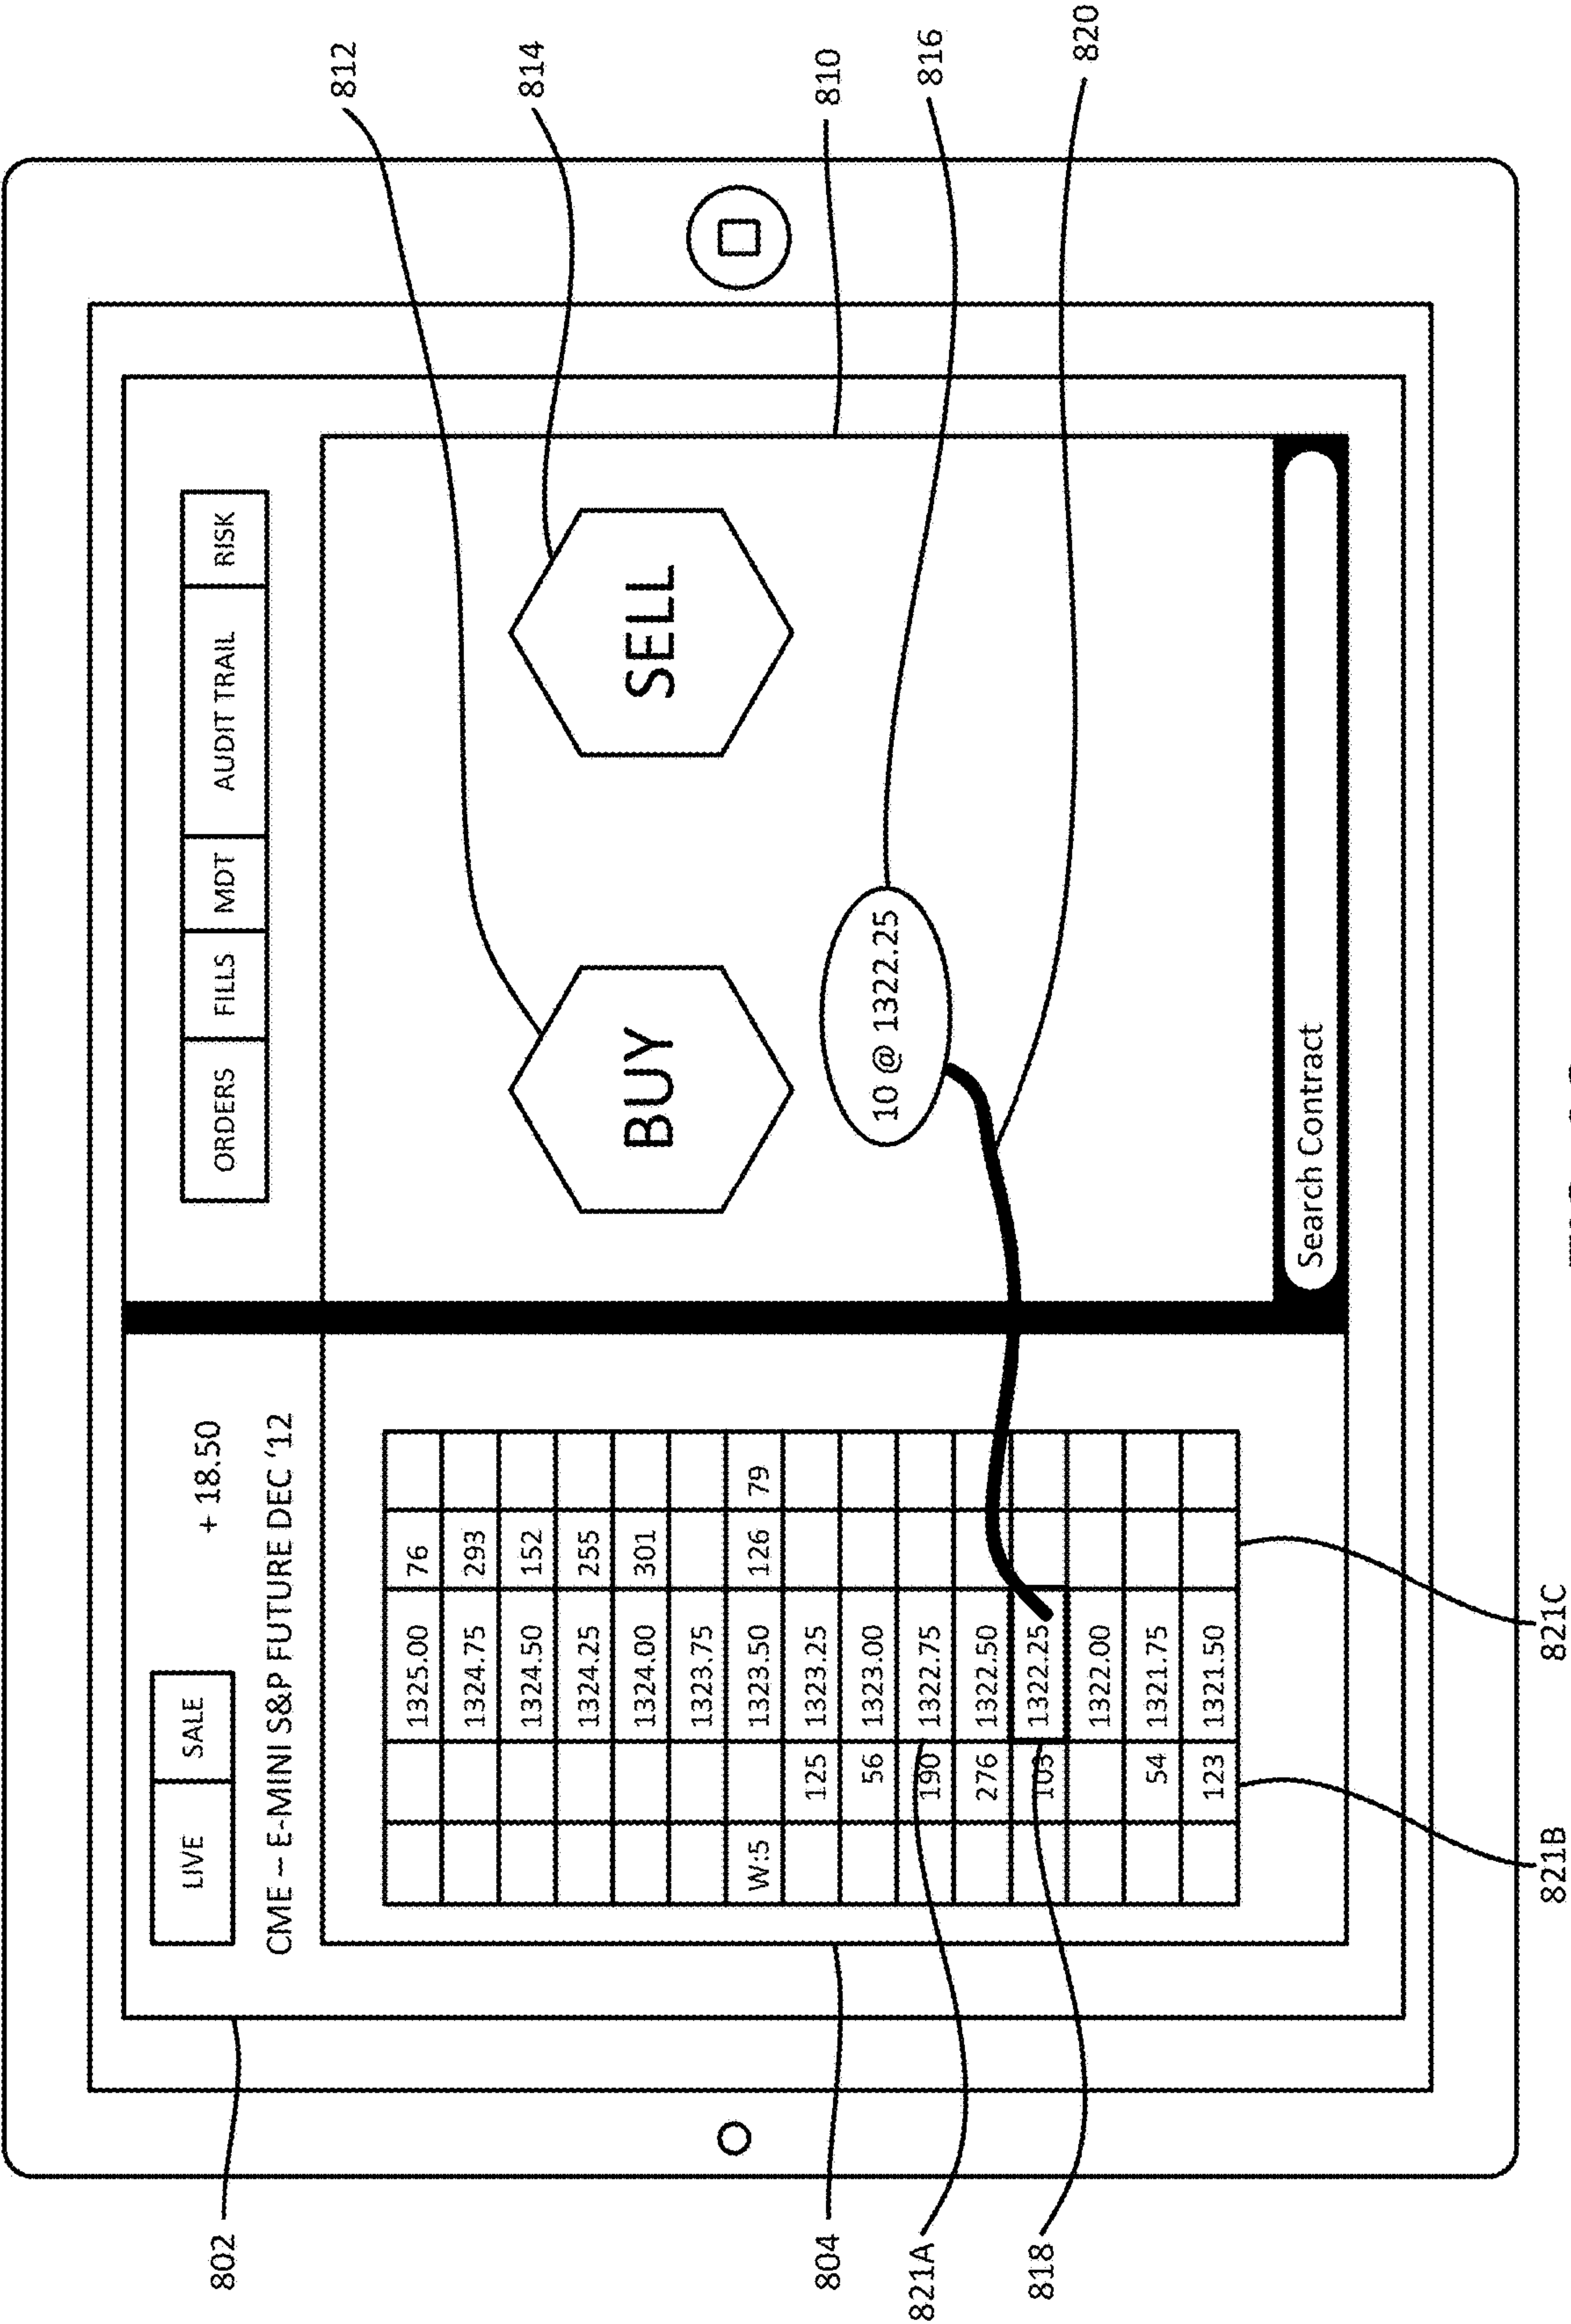 802
804
821A
818
LIVE SALE + 18.50
CME – E-MINI S&P FUTURE DEC '12
1325.00 76
1324.75 293
1324.50 152
1324.25 255
1324.00 301
1323.75
W:5 1323.50 126 79
125 1323.25
56 1323.00
190 1322.75
276 1322.50
103 1322.25
1322.00
54 1321.75
123 1321.50
821B
821C
ORDERS FILLS MDT AUDIT TRAIL RISK
BUY SELL
10 @ 1322.25
Search Contract
812
814
810
816
820